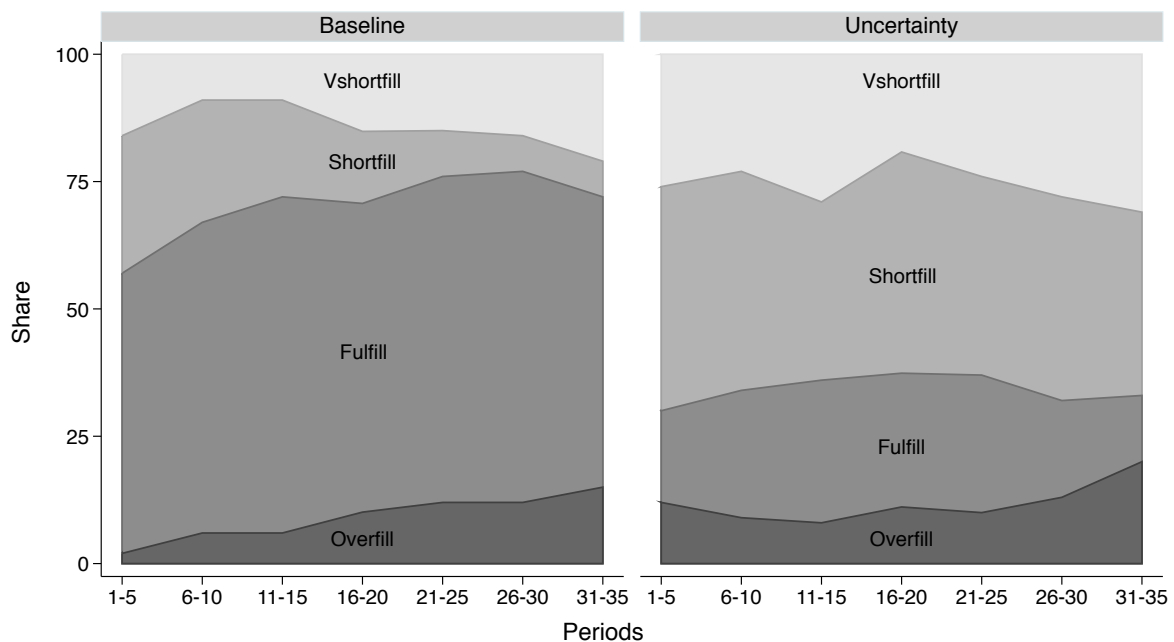 Baseline
Uncertainty
100
75
50
25
0
Share
Vshortfill
Shortfill
Fulfill
Overfill
Vshortfill
Shortfill
Fulfill
Overfill
1-5 6-10 11-15 16-20 21-25 26-30 31-35
1-5 6-10 11-15 16-20 21-25 26-30 31-35
Periods